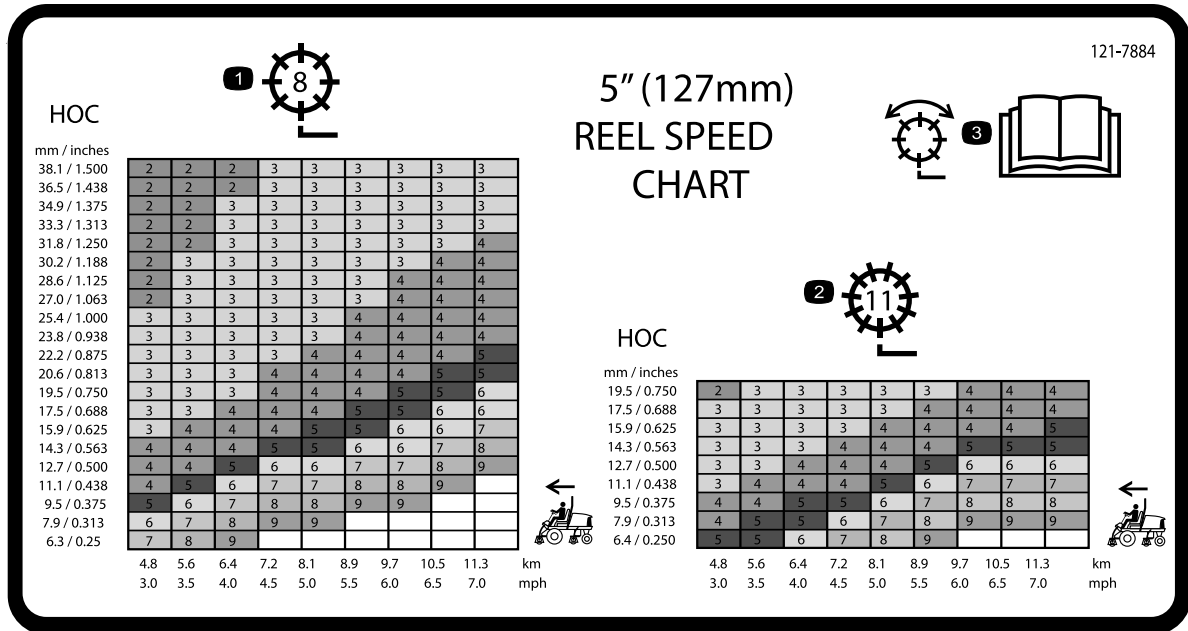 121-7884
1
8
5" (127mm)
REEL SPEED
CHART
3
HOC
mm / inches
38.1 / 1.500 2 2 2 3 3 3 3 3 3
36.5 / 1.438 2 2 2 3 3 3 3 3 3
34.9 / 1.375 2 2 3 3 3 3 3 3 3
33.3 / 1.313 2 2 3 3 3 3 3 3 3
31.8 / 1.250 2 2 3 3 3 3 3 3 4
30.2 / 1.188 2 3 3 3 3 3 3 4 4
28.6 / 1.125 2 3 3 3 3 3 4 4 4
27.0 / 1.063 2 3 3 3 3 3 4 4 4
25.4 / 1.000 3 3 3 3 3 4 4 4 4
23.8 / 0.938 3 3 3 3 3 4 4 4 4
22.2 / 0.875 3 3 3 3 4 4 4 4 5
20.6 / 0.813 3 3 3 4 4 4 4 5 5
19.5 / 0.750 3 3 3 4 4 4 5 5 6
17.5 / 0.688 3 3 4 4 4 5 5 6 6
15.9 / 0.625 3 4 4 4 5 5 6 6 7
14.3 / 0.563 4 4 4 5 5 6 6 7 8
12.7 / 0.500 4 4 5 6 6 7 7 8 9
11.1 / 0.438 4 5 6 7 7 8 8 9
9.5 / 0.375 5 6 7 8 8 9 9
7.9 / 0.313 6 7 8 9 9
6.3 / 0.25 7 8 9
4.8 5.6 6.4 7.2 8.1 8.9 9.7 10.5 11.3 km
3.0 3.5 4.0 4.5 5.0 5.5 6.0 6.5 7.0 mph
2
11
HOC
mm / inches
19.5 / 0.750 2 3 3 3 3 3 4 4 4
17.5 / 0.688 3 3 3 3 3 4 4 4 4
15.9 / 0.625 3 3 3 3 4 4 4 4 5
14.3 / 0.563 3 3 3 4 4 4 5 5 5
12.7 / 0.500 3 3 4 4 4 5 6 6 6
11.1 / 0.438 3 4 4 4 5 6 7 7 7
9.5 / 0.375 4 4 5 5 6 7 8 8 8
7.9 / 0.313 4 5 5 6 7 8 9 9 9
6.4 / 0.250 5 5 6 7 8 9
4.8 5.6 6.4 7.2 8.1 8.9 9.7 10.5 11.3 km
3.0 3.5 4.0 4.5 5.0 5.5 6.0 6.5 7.0 mph